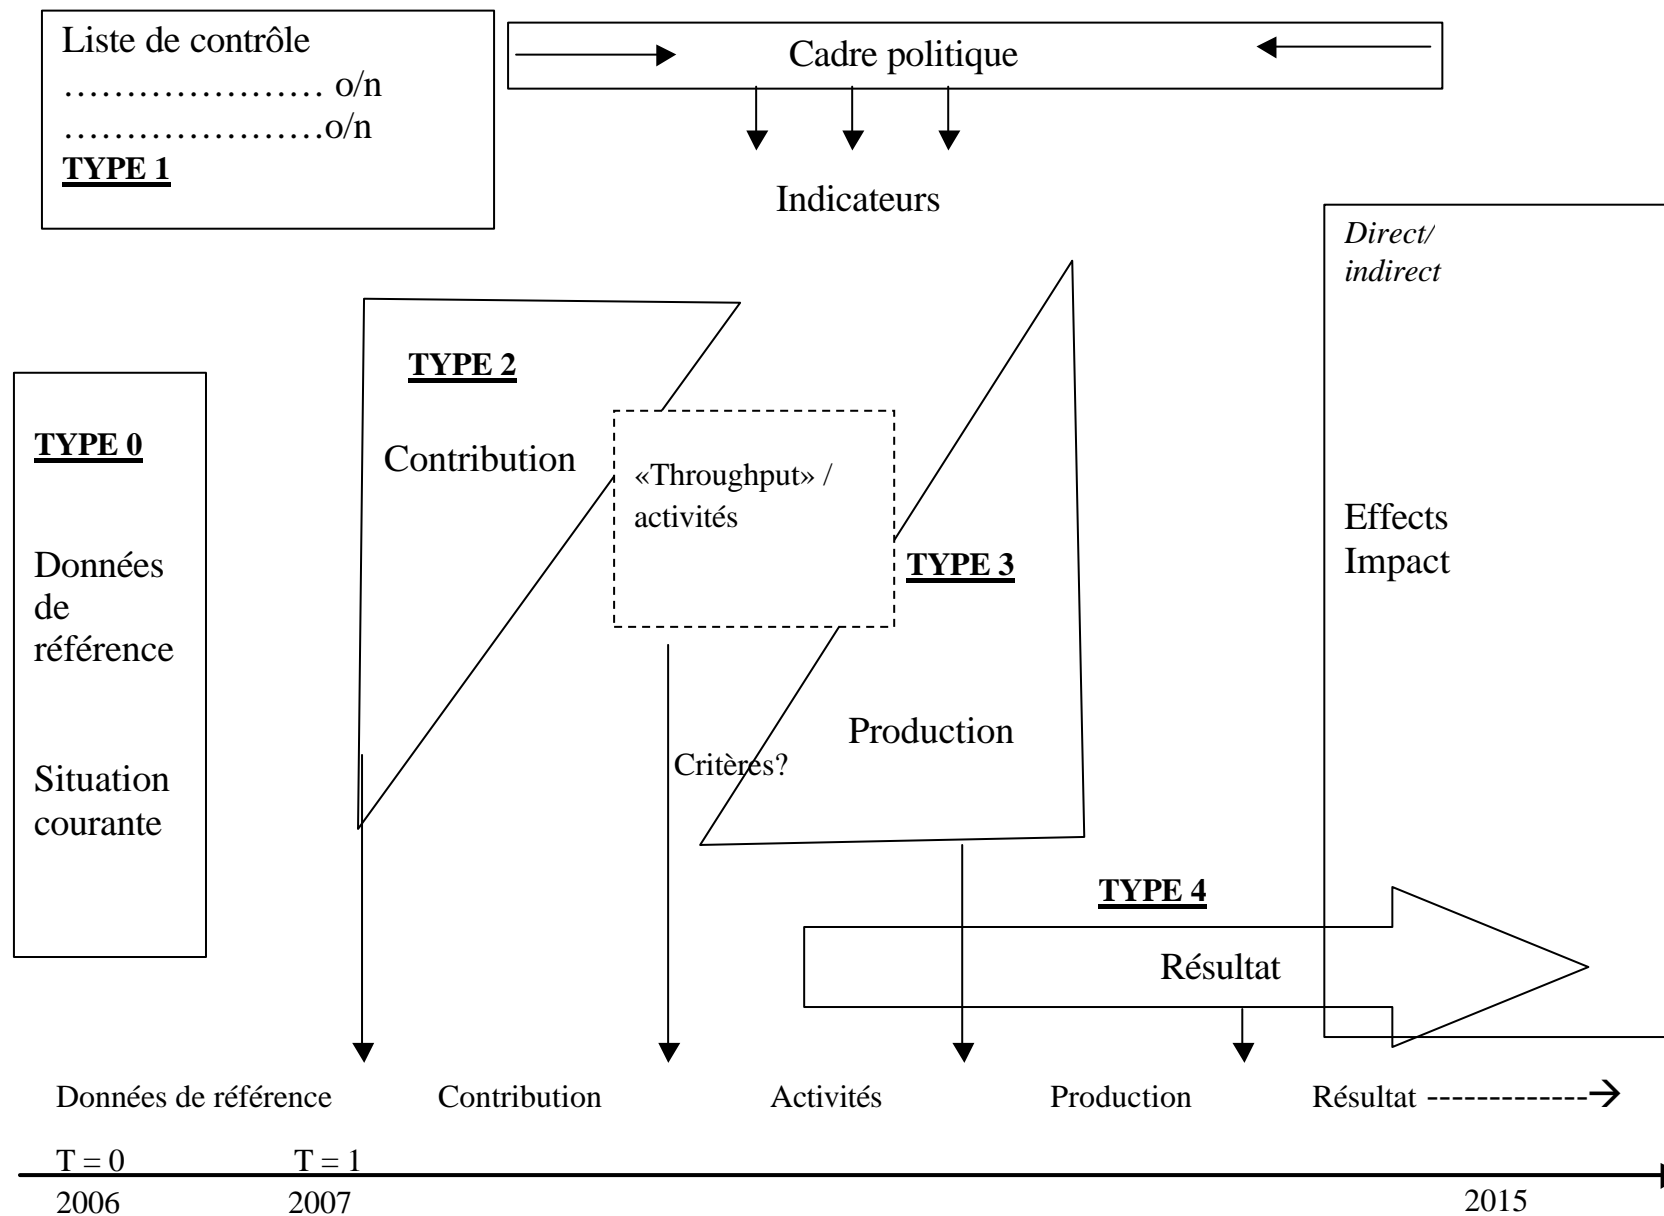 Liste de contrôle
………………… o/n
…………………o/n
TYPE 1
Cadre politique
Indicateurs
Direct/
indirect
TYPE 2
Contribution
TYPE 0
Données
de
référence
Situation
courante
«Throughput» /
activités
TYPE 3
Production
Critères?
Effects
Impact
TYPE 4
Résultat
Données de référence Contribution Activités Production Résultat ------------→
T = 0 T = 1
2006 2007 2015